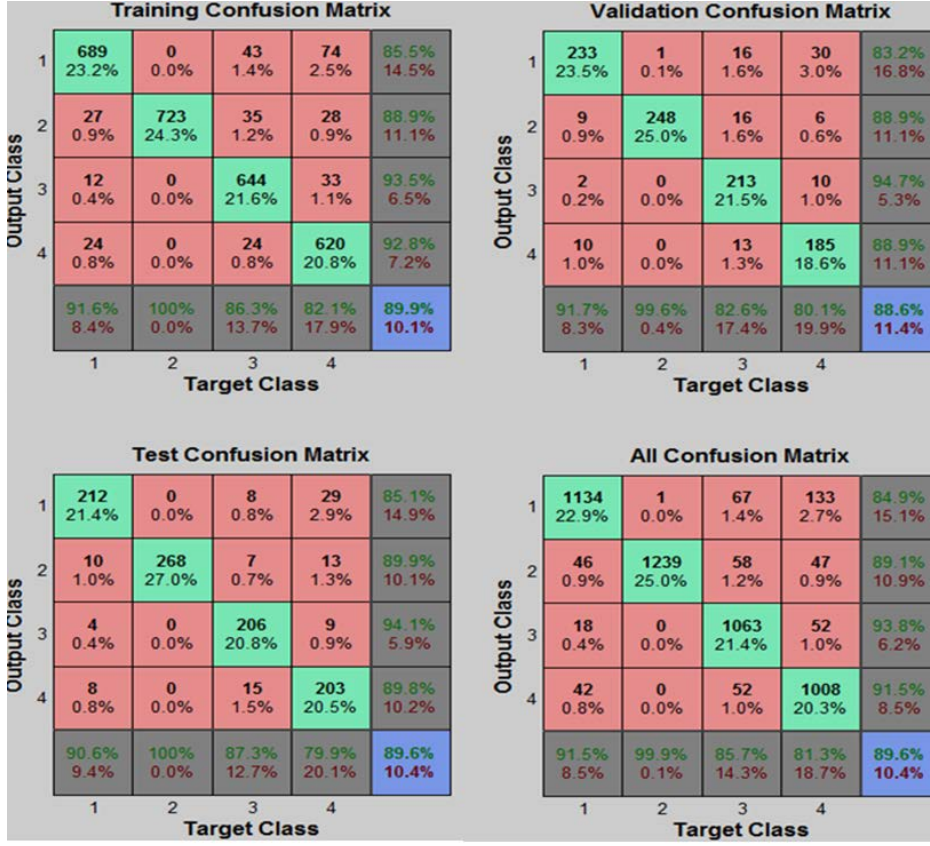 Training Confusion Matrix
Output Class
1
689 0 43 74 85.5%
23.2% 0.0% 1.4% 2.5% 14.5%
2
27 723 35 28 88.9%
0.9% 24.3% 1.2% 0.9% 11.1%
3
12 0 644 33 93.5%
0.4% 0.0% 21.6% 1.1% 6.5%
4
24 0 24 620 92.8%
0.8% 0.0% 0.8% 20.8% 7.2%
91.6% 100% 86.3% 82.1% 89.9%
8.4% 0.0% 13.7% 17.9% 10.1%
1 2 3 4
Target Class
Validation Confusion Matrix
Output Class
1
233 1 16 30 83.2%
23.5% 0.1% 1.6% 3.0% 16.8%
2
9 248 16 6 88.9%
0.9% 25.0% 1.6% 0.6% 11.1%
3
2 0 213 10 94.7%
0.2% 0.0% 21.5% 1.0% 5.3%
4
10 0 13 185 88.9%
1.0% 0.0% 1.3% 18.6% 11.1%
91.7% 99.6% 82.6% 80.1% 88.6%
8.3% 0.4% 17.4% 19.9% 11.4%
1 2 3 4
Target Class
Test Confusion Matrix
Output Class
1
212 0 8 29 85.1%
21.4% 0.0% 0.8% 2.9% 14.9%
2
10 268 7 13 89.9%
1.0% 27.0% 0.7% 1.3% 10.1%
3
4 0 206 9 94.1%
0.4% 0.0% 20.8% 0.9% 5.9%
4
8 0 15 203 89.8%
0.8% 0.0% 1.5% 20.5% 10.2%
90.6% 100% 87.3% 79.9% 89.6%
9.4% 0.0% 12.7% 20.1% 10.4%
1 2 3 4
Target Class
All Confusion Matrix
Output Class
1
1134 1 67 133 84.9%
22.9% 0.0% 1.4% 2.7% 15.1%
2
46 1239 58 47 89.1%
0.9% 25.0% 1.2% 0.9% 10.9%
3
18 0 1063 52 93.8%
0.4% 0.0% 21.4% 1.0% 6.2%
4
42 0 52 1008 91.5%
0.8% 0.0% 1.0% 20.3% 8.5%
91.5% 99.9% 85.7% 81.3% 89.6%
8.5% 0.1% 14.3% 18.7% 10.4%
1 2 3 4
Target Class